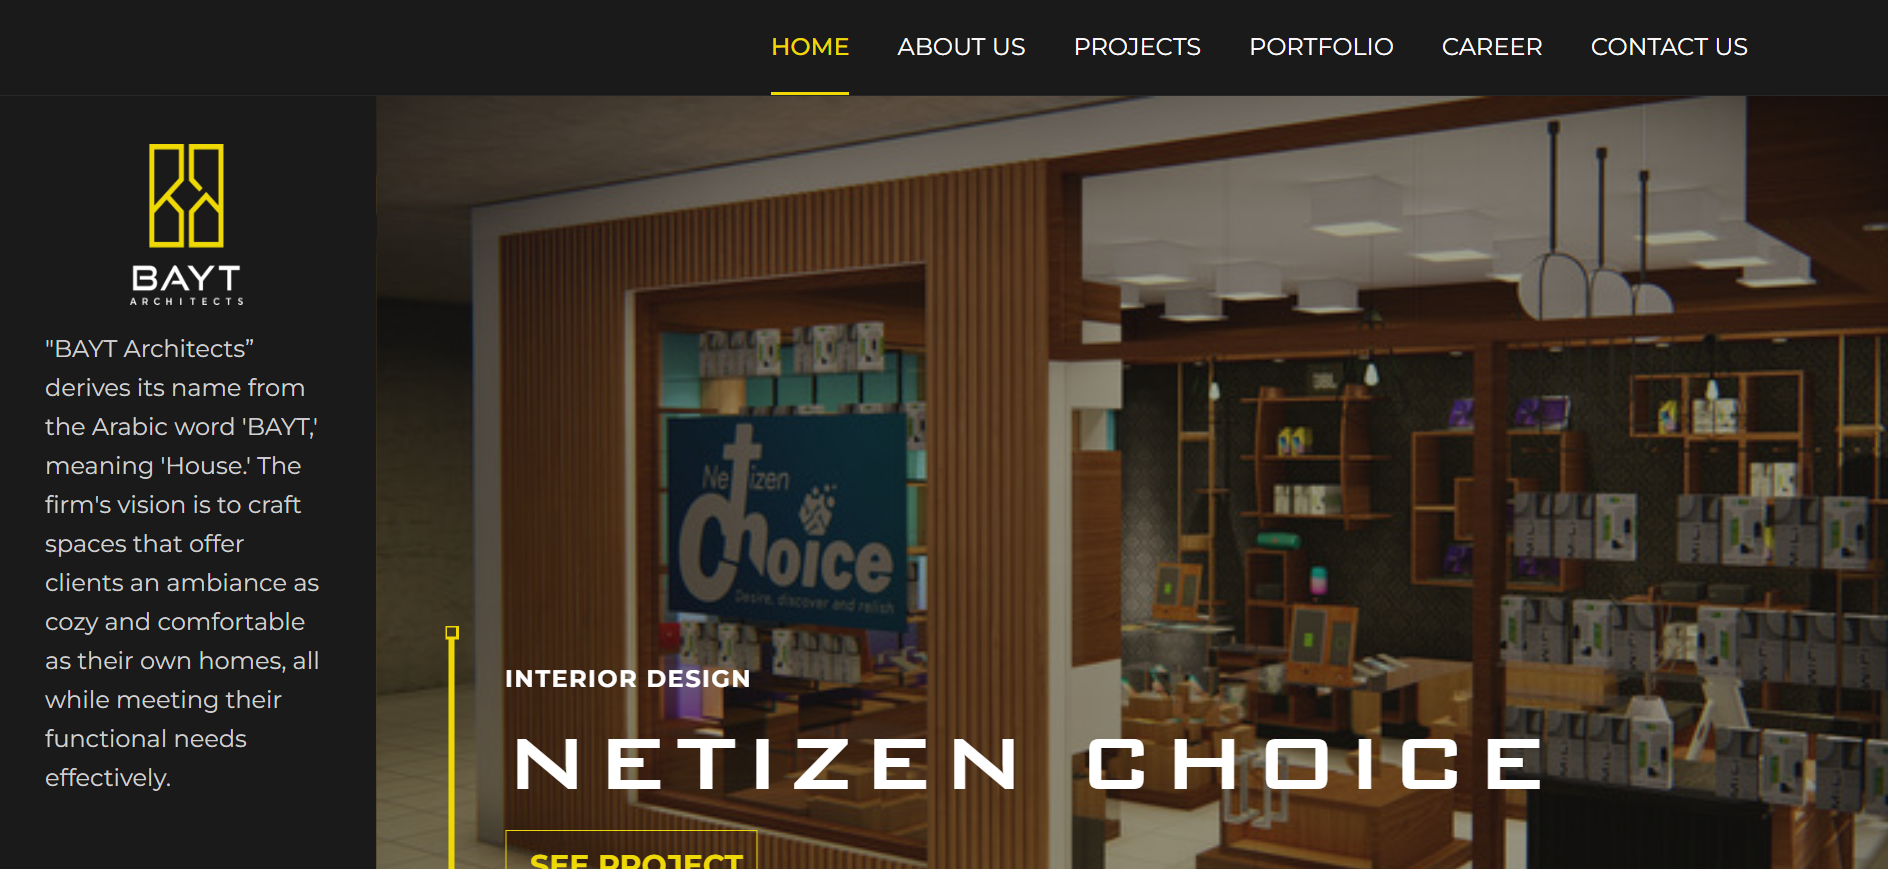 HOME ABOUT US PROJECTS PORTFOLIO CAREER CONTACT US
BAYT
ARCHITECTS
"BAYT Architects”
derives its name from
the Arabic word 'BAYT,'
meaning 'House.' The
firm's vision is to craft
spaces that offer
clients an ambiance as
cozy and comfortable
as their own homes, all
while meeting their
functional needs
effectively.
Netizen
choice
Desire, discover and relish
JBL
INTERIOR DESIGN
NETIZEN CHOICE
SEE PROJECT